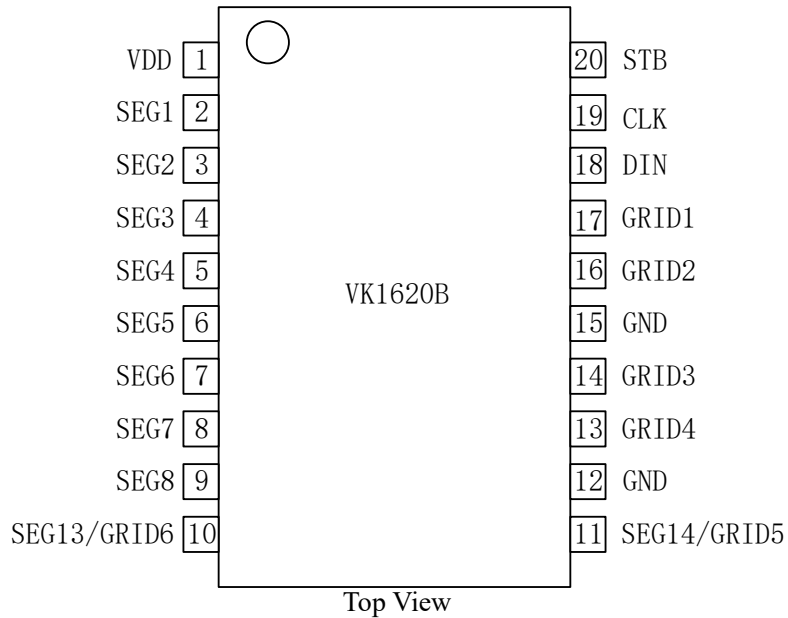 VDD 1 20 STB
SEG1 2 19 CLK
SEG2 3 18 DIN
SEG3 4 17 GRID1
SEG4 5 16 GRID2
VK1620B
SEG5 6 15 GND
SEG6 7 14 GRID3
SEG7 8 13 GRID4
SEG8 9 12 GND
SEG13/GRID6 10 11 SEG14/GRID5
Top View